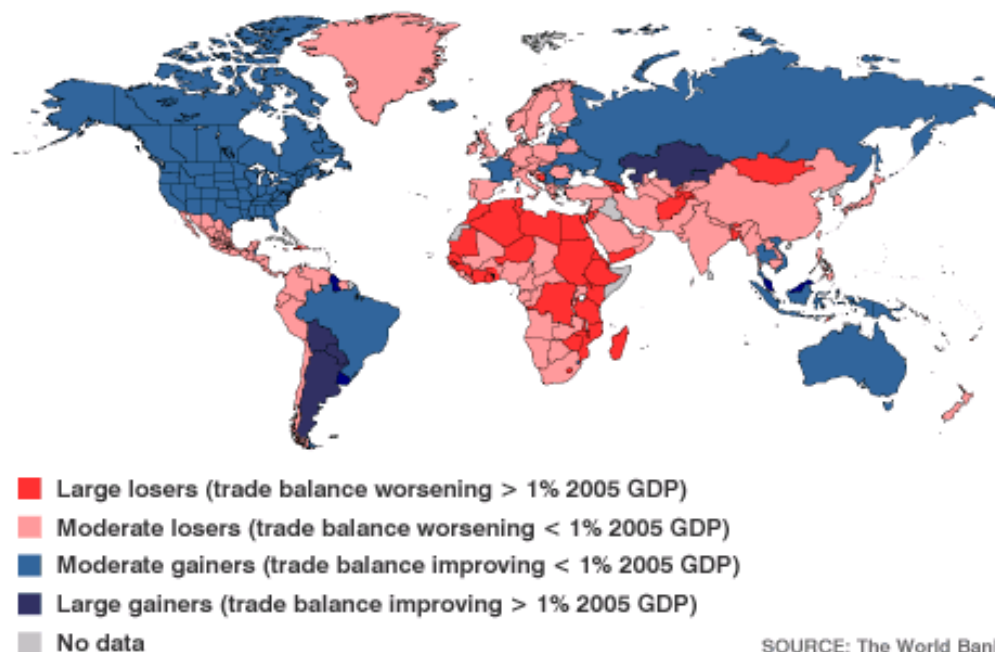 Large losers (trade balance worsening > 1% 2005 GDP)
Moderate losers (trade balance worsening < 1% 2005 GDP)
Moderate gainers (trade balance improving < 1% 2005 GDP)
Large gainers (trade balance improving > 1% 2005 GDP)
No data
SOURCE: The World Bank